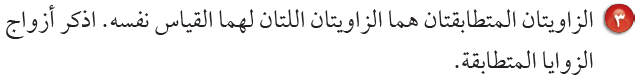 ٣ الزاويتان المتطابقتان هما الزاويتان اللتان لهما القياس نفسه. اذكر أزواج
الزوايا المتطابقة.